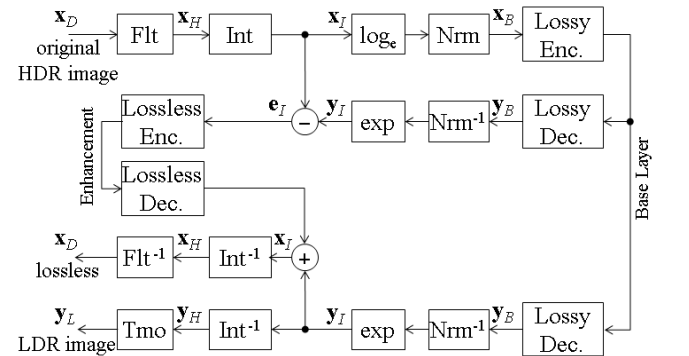 x_D x_H x_I x_B
original HDR image
Flt Int log_e Nrm Lossy Enc.
Lossless Enc. e_I − y_I exp Nrm⁻¹ y_B Lossy Dec.
Enhancement
Base Layer
Lossless Dec.
x_D x_H x_I
lossless
Flt⁻¹ Int⁻¹ +
y_L y_H y_I y_B
LDR image
Tmo Int⁻¹ exp Nrm⁻¹ Lossy Dec.